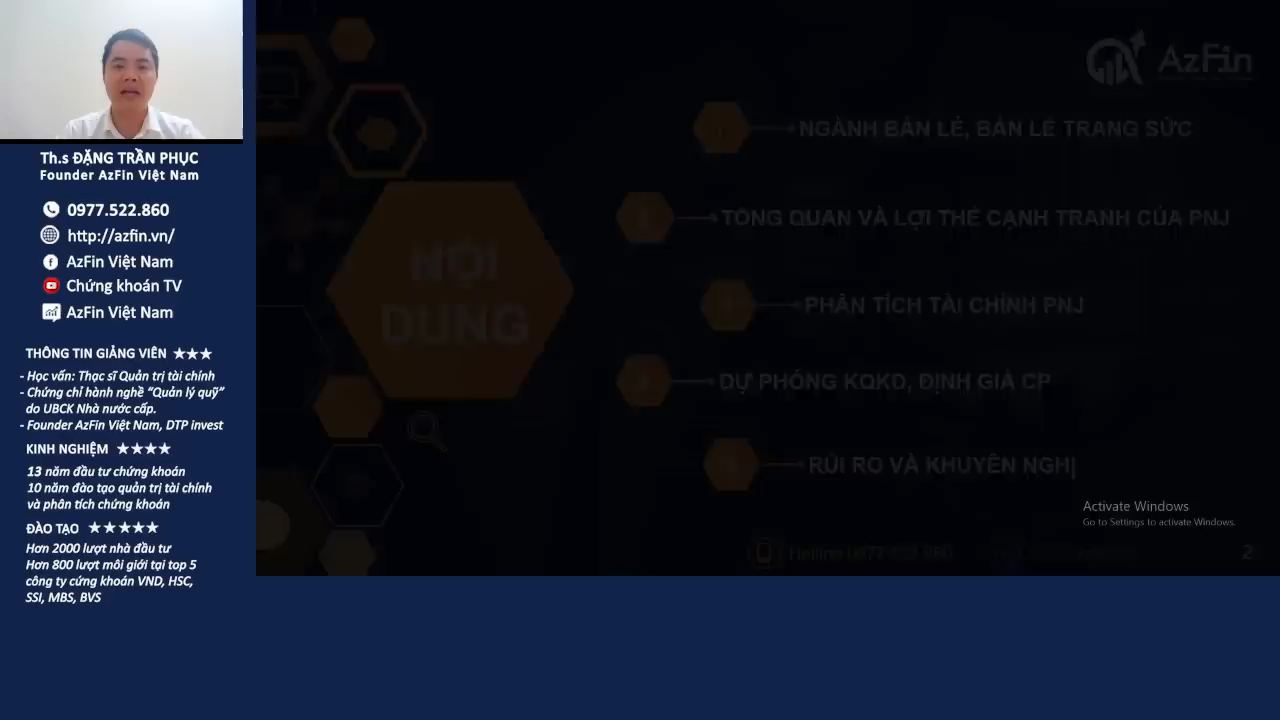 Th.s ĐẶNG TRẦN PHỤC
Founder AzFin Việt Nam
0977.522.860
http://azfin.vn/
AzFin Việt Nam
Chứng khoán TV
AzFin Việt Nam
THÔNG TIN GIẢNG VIÊN ★★★
- Học vấn: Thạc sĩ Quản trị tài chính
- Chứng chỉ hành nghề “Quản lý quỹ”
do UBCK Nhà nước cấp.
- Founder AzFin Việt Nam, DTP invest
KINH NGHIỆM ★★★★
13 năm đầu tư chứng khoán
10 năm đào tạo quản trị tài chính
và phân tích chứng khoán
ĐÀO TẠO ★★★★★
Hơn 2000 lượt nhà đầu tư
Hơn 800 lượt môi giới tại top 5
công ty cứng khoán VND, HSC,
SSI, MBS, BVS
AzFin
NỘI
DUNG
NGÀNH BÁN LẺ, BÁN LẺ TRANG SỨC
TỔNG QUAN VÀ LỢI THẾ CẠNH TRANH CỦA PNJ
PHÂN TÍCH TÀI CHÍNH PNJ
DỰ PHÓNG KQKD, ĐỊNH GIÁ CP
RỦI RO VÀ KHUYẾN NGHỊ
Activate Windows
Go to Settings to activate Windows.
2